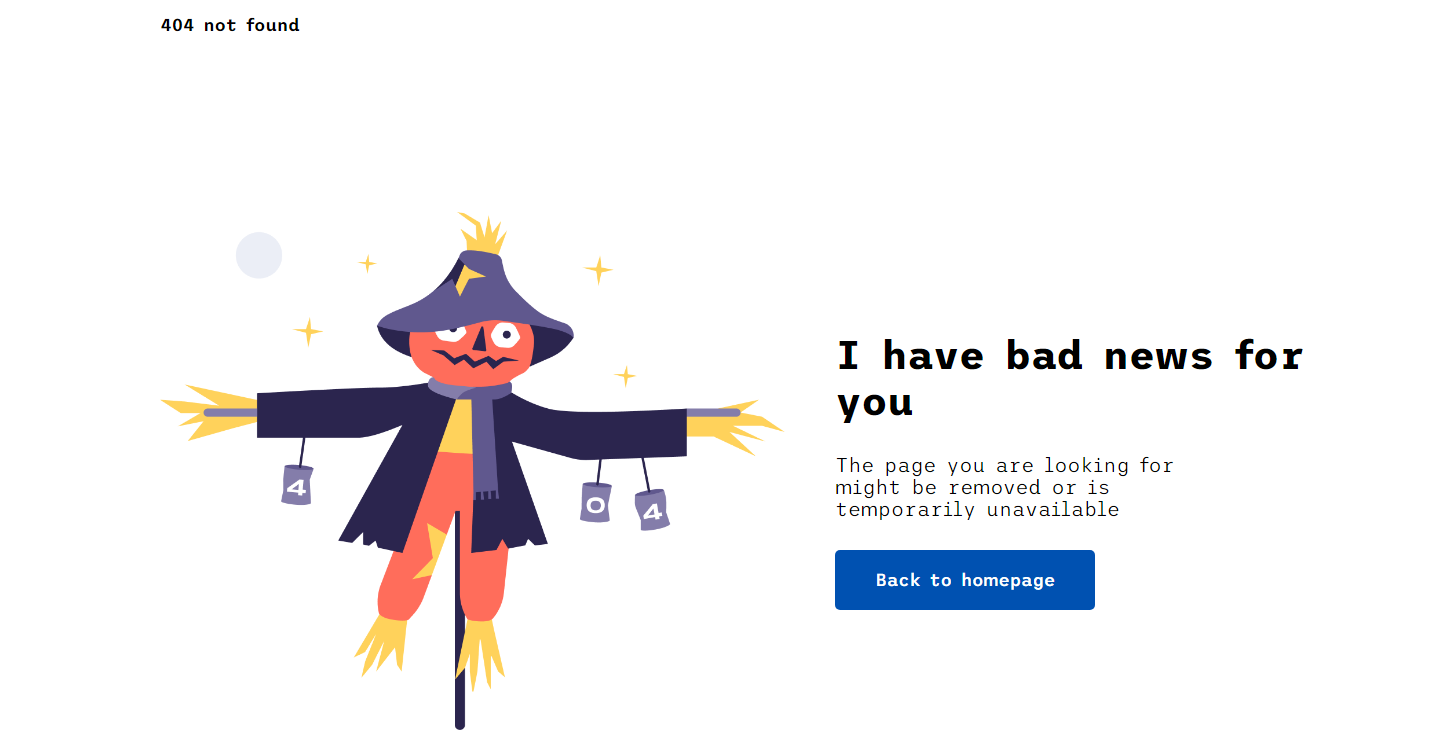 404 not found
4
0
4
I have bad news for
you
The page you are looking for
might be removed or is
temporarily unavailable
Back to homepage